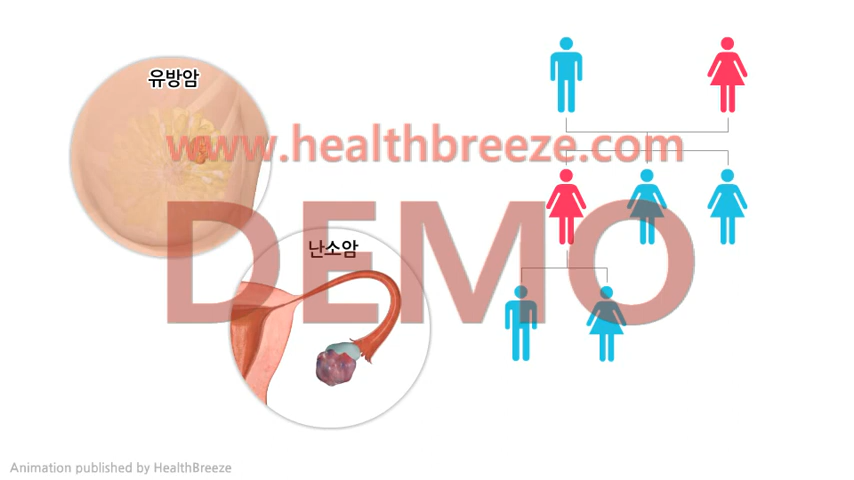 유방암
www.healthbreeze.com
DEMO
난소암
Animation published by HealthBreeze